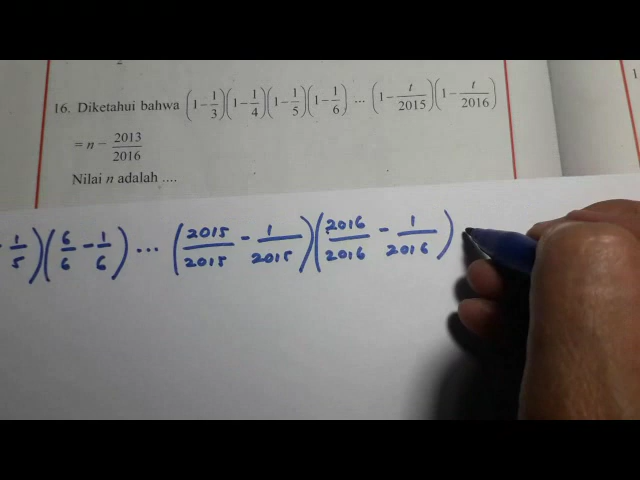 16. Diketahui bahwa (1-1/3)(1-1/4)(1-1/5)(1-1/6) ... (1-t/2015)(1-t/2016)
= n - 2013/2016
Nilai n adalah ....
- 1/5)(6/6 - 1/6) ... (2015/2015 - 1/2015)(2016/2016 - 1/2016)